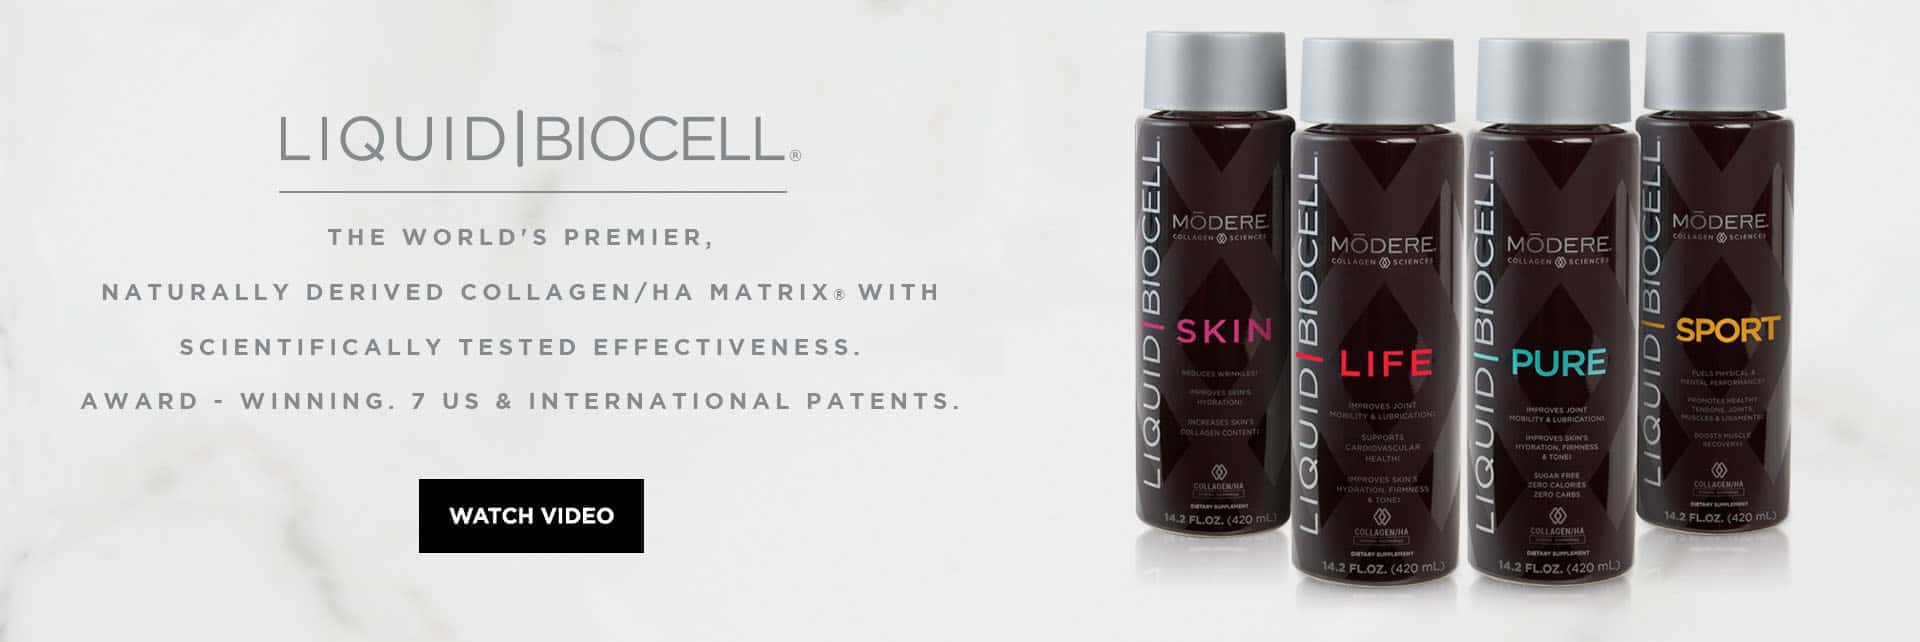 LIQUID|BIOCELL®
THE WORLD'S PREMIER,
NATURALLY DERIVED COLLAGEN/HA MATRIX® WITH
SCIENTIFICALLY TESTED EFFECTIVENESS.
AWARD - WINNING. 7 US & INTERNATIONAL PATENTS.
WATCH VIDEO
LIQUID|BIOCELL.
MŌDERE.
COLLAGEN SCIENCES
SKIN
REDUCES WRINKLES!
IMPROVES SKIN'S
HYDRATION!
INCREASES SKIN'S
COLLAGEN CONTENT!
COLLAGEN/HA
DIETARY SUPPLEMENT
14.2 FL.OZ. (420 mL)
LIQUID|BIOCELL.
MŌDERE.
COLLAGEN SCIENCES
LIFE
IMPROVES JOINT
MOBILITY & LUBRICATION!
SUPPORTS
CARDIOVASCULAR
HEALTH!
IMPROVES SKIN'S
HYDRATION, FIRMNESS
& TONE!
COLLAGEN/HA
DIETARY SUPPLEMENT
14.2 FL.OZ. (420 mL)
LIQUID|BIOCELL.
MŌDERE.
COLLAGEN SCIENCES
PURE
IMPROVES JOINT
MOBILITY & LUBRICATION!
IMPROVES SKIN'S
HYDRATION, FIRMNESS
& TONE!
SUGAR FREE
ZERO CALORIES
ZERO CARBS
COLLAGEN/HA
DIETARY SUPPLEMENT
14.2 FL.OZ. (420 mL)
LIQUID|BIOCELL.
MŌDERE.
COLLAGEN SCIENCES
SPORT
FUELS PHYSICAL &
MENTAL PERFORMANCE!
PROMOTES HEALTHY
TENDONS, JOINTS,
MUSCLES & LIGAMENTS!
BOOSTS MUSCLE
RECOVERY!
COLLAGEN/HA
DIETARY SUPPLEMENT
14.2 FL.OZ. (420 mL)